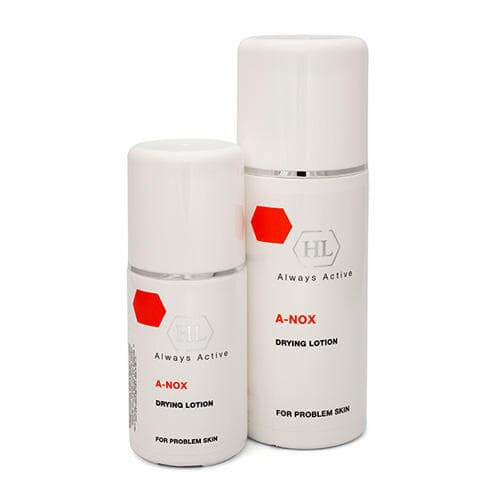 HL
Always Active
A-NOX
DRYING LOTION
FOR PROBLEM SKIN
HL
Always Active
A-NOX
DRYING LOTION
FOR PROBLEM SKIN